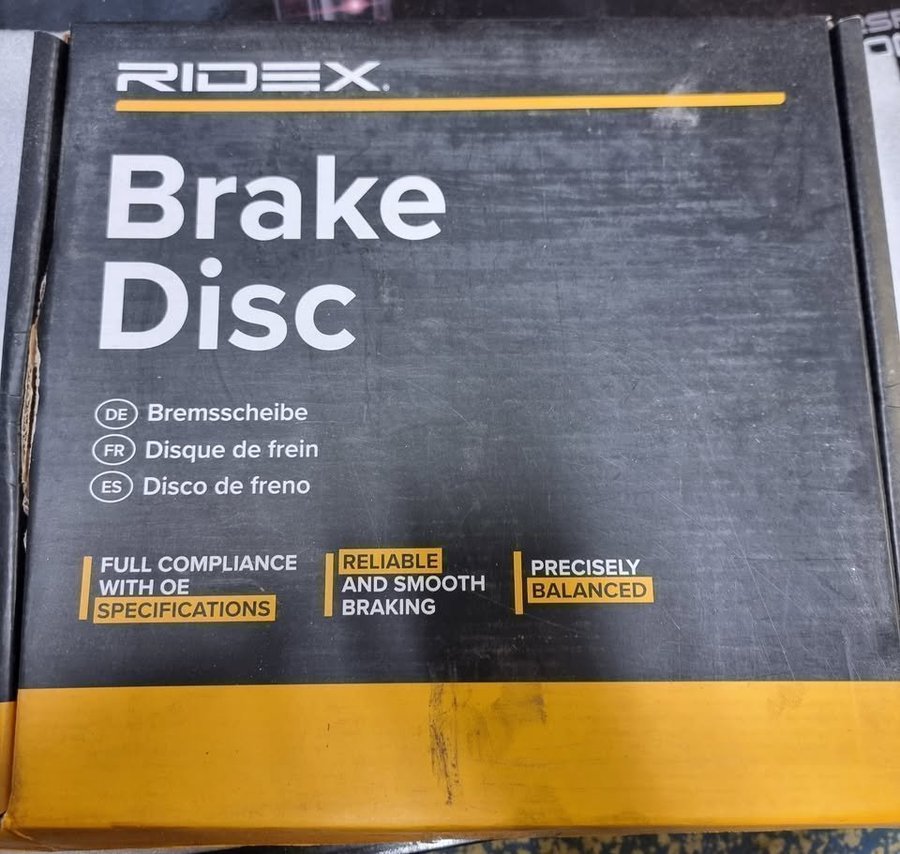 RIDEX
Brake
Disc
DE Bremsscheibe
FR Disque de frein
ES Disco de freno
FULL COMPLIANCE
WITH OE
SPECIFICATIONS
RELIABLE
AND SMOOTH
BRAKING
PRECISELY
BALANCED